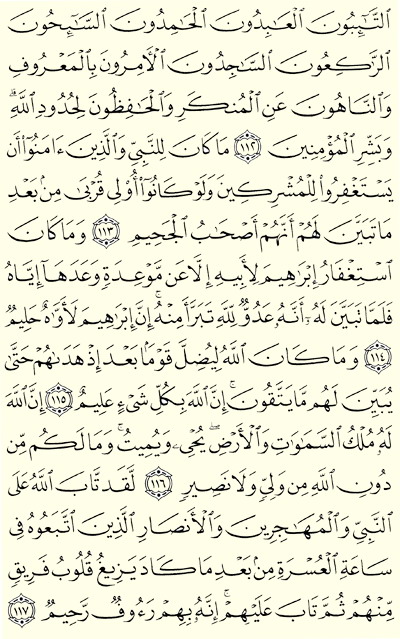 ٱلتَّـٰٓئِبُونَ ٱلْعَـٰبِدُونَ ٱلْحَـٰمِدُونَ ٱلسَّـٰٓئِحُونَ
ٱلرَّٰكِعُونَ ٱلسَّـٰجِدُونَ ٱلْـَٔامِرُونَ بِٱلْمَعْرُوفِ
وَٱلنَّاهُونَ عَنِ ٱلْمُنكَرِ وَٱلْحَـٰفِظُونَ لِحُدُودِ ٱللَّهِ ۗ
وَبَشِّرِ ٱلْمُؤْمِنِينَ ﴿١١٢﴾ مَا كَانَ لِلنَّبِىِّ وَٱلَّذِينَ ءَامَنُوٓا۟ أَن
يَسْتَغْفِرُوا۟ لِلْمُشْرِكِينَ وَلَوْ كَانُوٓا۟ أُو۟لِى قُرْبَىٰ مِنۢ بَعْدِ
مَا تَبَيَّنَ لَهُمْ أَنَّهُمْ أَصْحَـٰبُ ٱلْجَحِيمِ ﴿١١٣﴾ وَمَا كَانَ
ٱسْتِغْفَارُ إِبْرَٰهِيمَ لِأَبِيهِ إِلَّا عَن مَّوْعِدَةٍ وَعَدَهَآ إِيَّاهُ
فَلَمَّا تَبَيَّنَ لَهُۥٓ أَنَّهُۥ عَدُوٌّ لِّلَّهِ تَبَرَّأَ مِنْهُ ۚ إِنَّ إِبْرَٰهِيمَ لَأَوَّٰهٌ حَلِيمٌ
﴿١١٤﴾ وَمَا كَانَ ٱللَّهُ لِيُضِلَّ قَوْمًۢا بَعْدَ إِذْ هَدَىٰهُمْ حَتَّىٰ
يُبَيِّنَ لَهُم مَّا يَتَّقُونَ ۚ إِنَّ ٱللَّهَ بِكُلِّ شَىْءٍ عَلِيمٌ ﴿١١٥﴾ إِنَّ ٱللَّهَ
لَهُۥ مُلْكُ ٱلسَّمَـٰوَٰتِ وَٱلْأَرْضِ ۖ يُحْىِۦ وَيُمِيتُ ۚ وَمَا لَكُم مِّن
دُونِ ٱللَّهِ مِن وَلِىٍّ وَلَا نَصِيرٍ ﴿١١٦﴾ لَّقَد تَّابَ ٱللَّهُ عَلَى
ٱلنَّبِىِّ وَٱلْمُهَـٰجِرِينَ وَٱلْأَنصَارِ ٱلَّذِينَ ٱتَّبَعُوهُ فِى
سَاعَةِ ٱلْعُسْرَةِ مِنۢ بَعْدِ مَا كَادَ يَزِيغُ قُلُوبُ فَرِيقٍ
مِّنْهُمْ ثُمَّ تَابَ عَلَيْهِمْ ۚ إِنَّهُۥ بِهِمْ رَءُوفٌ رَّحِيمٌ ﴿١١٧﴾